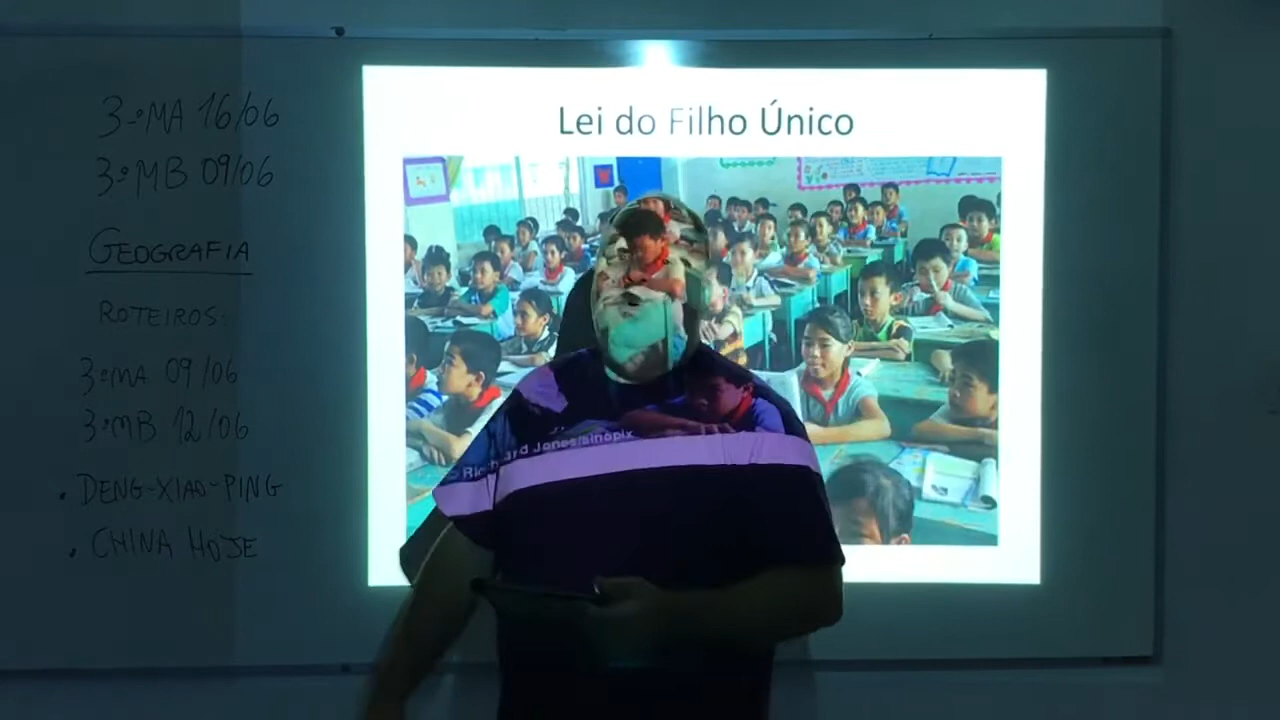 3ºMA 16/06
3ºMB 09/06
GEOGRAFIA
ROTEIROS:
3ºMA 09/06
3ºMB 12/06
• DENG-XIAO-PING
• CHINA HOJE
Lei do Filho Único
© Richard Jones/sinopix